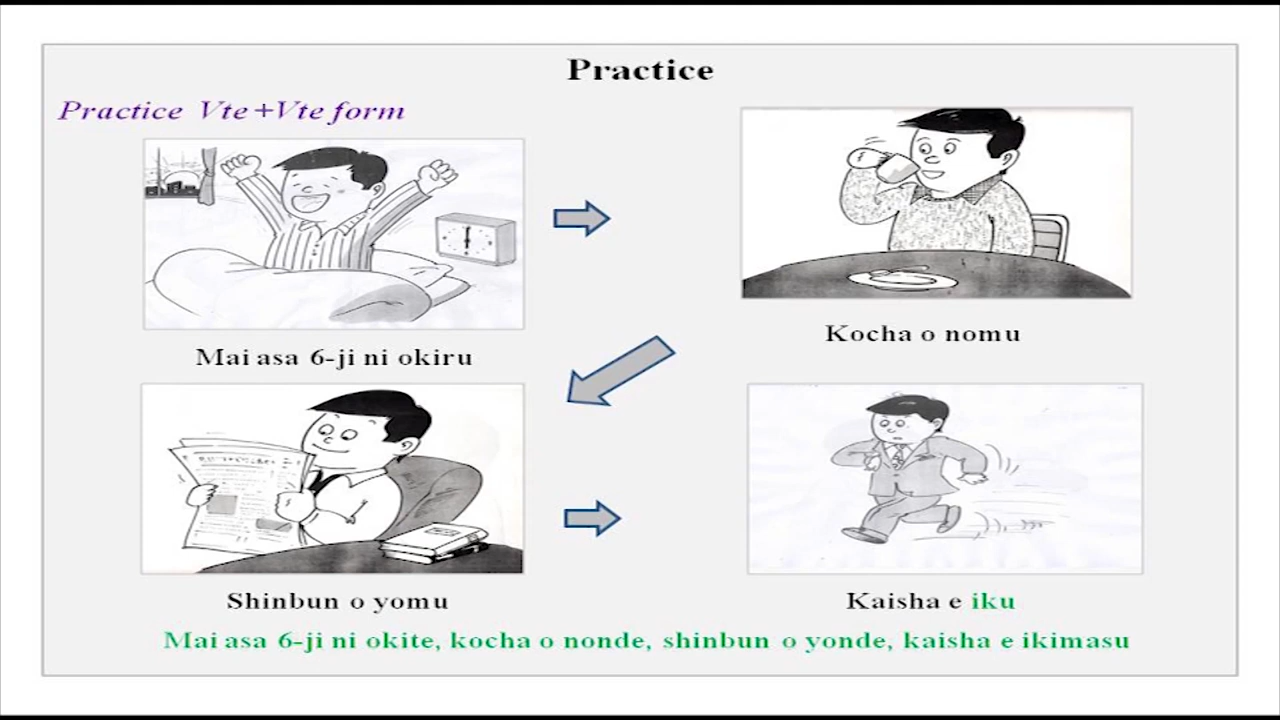 Practice
Practice Vte+Vte form
Mai asa 6-ji ni okiru
Kocha o nomu
Shinbun o yomu
Kaisha e iku
Mai asa 6-ji ni okite, kocha o nonde, shinbun o yonde, kaisha e ikimasu